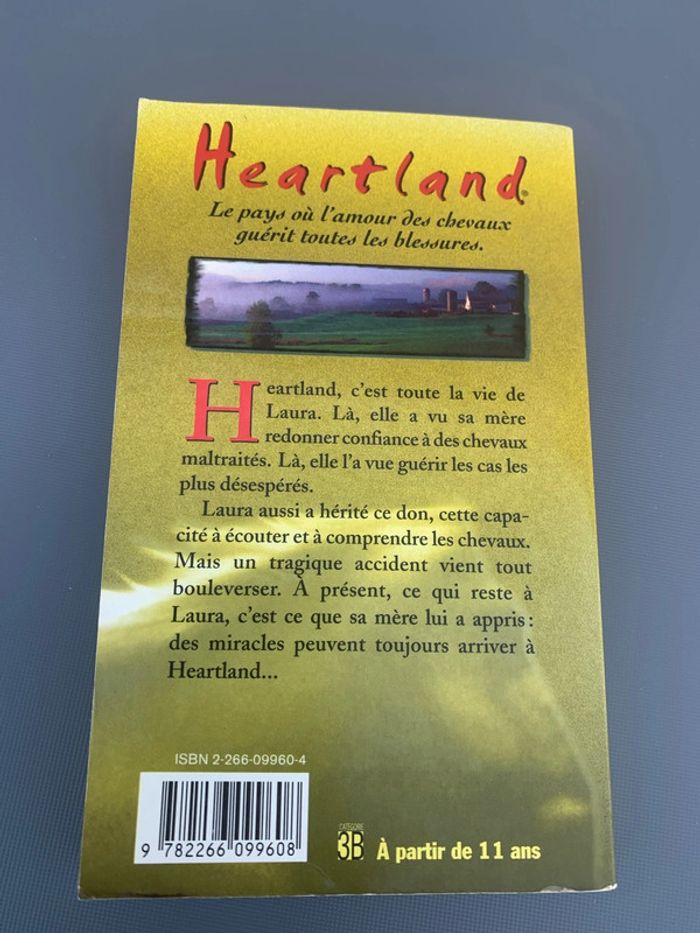 Heartland®
Le pays où l'amour des chevaux
guérit toutes les blessures.
Heartland, c'est toute la vie de
Laura. Là, elle a vu sa mère
redonner confiance à des chevaux
maltraités. Là, elle l'a vue guérir les cas les
plus désespérés.
Laura aussi a hérité ce don, cette capa-
cité à écouter et à comprendre les chevaux.
Mais un tragique accident vient tout
bouleverser. À présent, ce qui reste à
Laura, c'est ce que sa mère lui a appris :
des miracles peuvent toujours arriver à
Heartland...
ISBN 2-266-09960-4
9 782266 099608
CATÉGORIE
3B
À partir de 11 ans